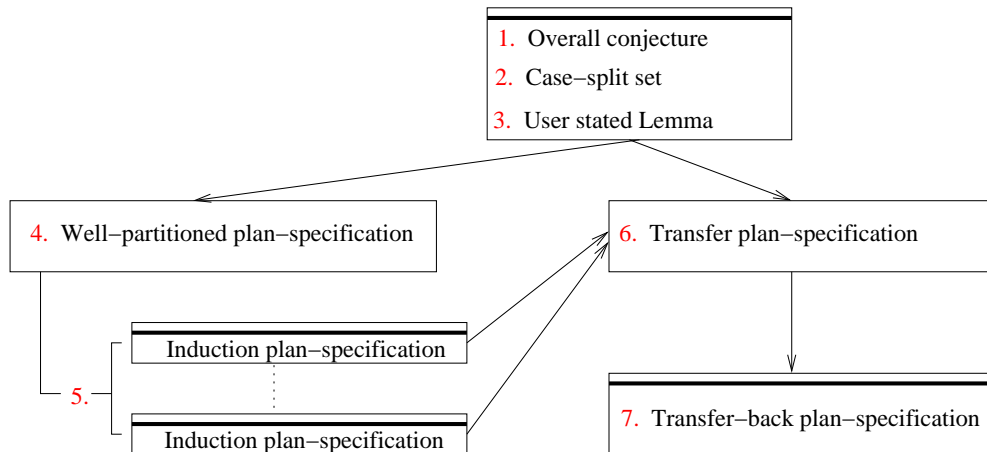 1. Overall conjecture
2. Case−split set
3. User stated Lemma
4. Well−partitioned plan−specification
6. Transfer plan−specification
Induction plan−specification
5.
Induction plan−specification
7. Transfer−back plan−specification